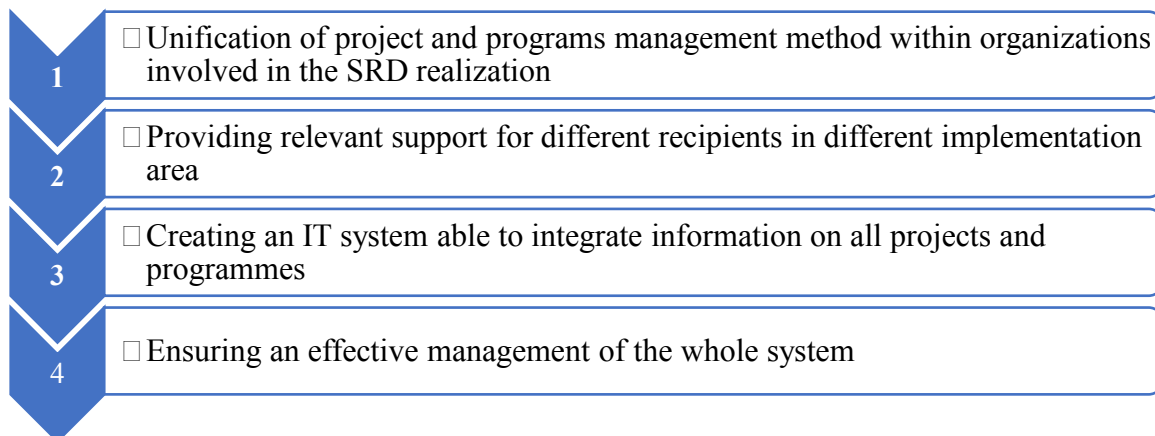 1
□ Unification of project and programs management method within organizations
involved in the SRD realization
2
□ Providing relevant support for different recipients in different implementation
area
3
□ Creating an IT system able to integrate information on all projects and
programmes
4
□ Ensuring an effective management of the whole system